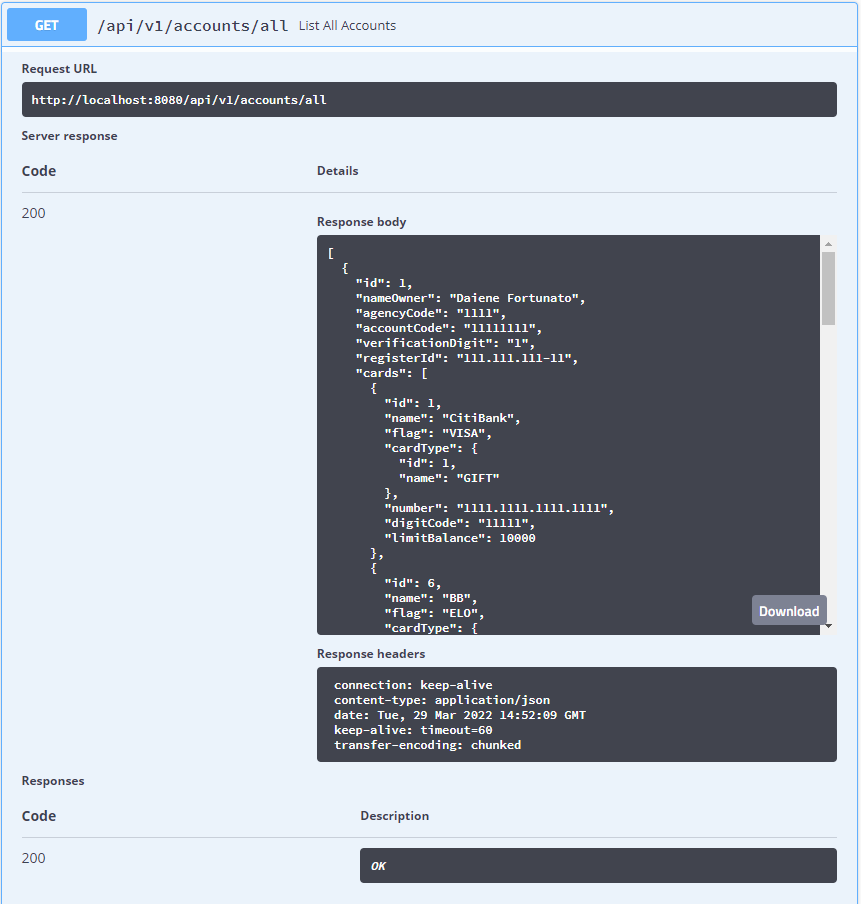 GET /api/v1/accounts/all List All Accounts
Request URL
http://localhost:8080/api/v1/accounts/all
Server response
Code Details
200
Response body
[
  {
    "id": 1,
    "nameOwner": "Daiene Fortunato",
    "agencyCode": "1111",
    "accountCode": "11111111",
    "verificationDigit": "1",
    "registerId": "111.111.111-11",
    "cards": [
      {
        "id": 1,
        "name": "CitiBank",
        "flag": "VISA",
        "cardType": {
          "id": 1,
          "name": "GIFT"
        },
        "number": "1111.1111.1111.1111",
        "digitCode": "11111",
        "limitBalance": 10000
      },
      {
        "id": 6,
        "name": "BB",
        "flag": "ELO",
        "cardType": {
Download
Response headers
connection: keep-alive
content-type: application/json
date: Tue, 29 Mar 2022 14:52:09 GMT
keep-alive: timeout=60
transfer-encoding: chunked
Responses
Code Description
200
OK